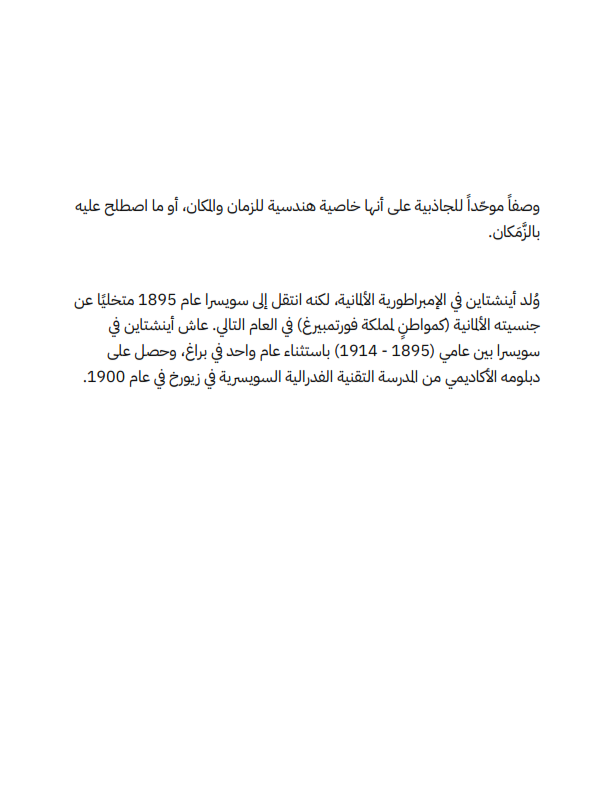 وصفاً موحّداً للجاذبية على أنها خاصية هندسية للزمان والمكان، أو ما اصطلح عليه
بالزَّمَكان.
وُلد أينشتاين في الإمبراطورية الألمانية، لكنه انتقل إلى سويسرا عام 1895 متخليًا عن
جنسيته الألمانية (كمواطنٍ لمملكة فورتمبيرغ) في العام التالي. عاش أينشتاين في
سويسرا بين عامي (1895 - 1914) باستثناء عام واحد في براغ، وحصل على
دبلومه الأكاديمي من المدرسة التقنية الفدرالية السويسرية في زيورخ في عام 1900.